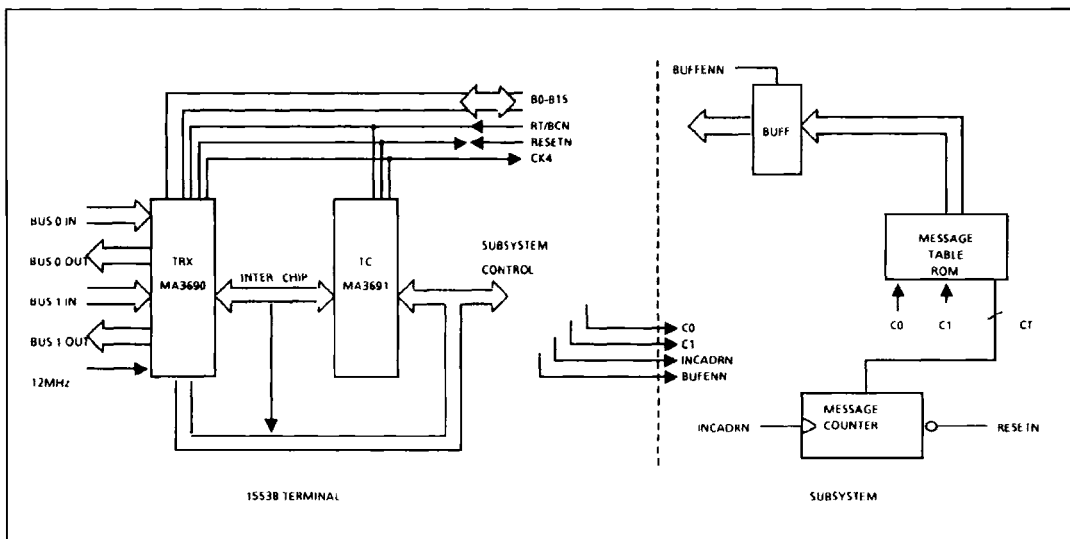 BUFFENN
B0-B15
RT/BCN
RESETN
CK4
BUFF
BUS 0 IN
BUS 0 OUT
BUS 1 IN
BUS 1 OUT
12MHz
TRX
MA3690
INTER CHIP
TC
MA3691
SUBSYSTEM
CONTROL
MESSAGE
TABLE
ROM
C0
C1
CT
C0
C1
INCADRN
BUFENN
INCADRN
MESSAGE
COUNTER
RESETN
1553B TERMINAL
SUBSYSTEM